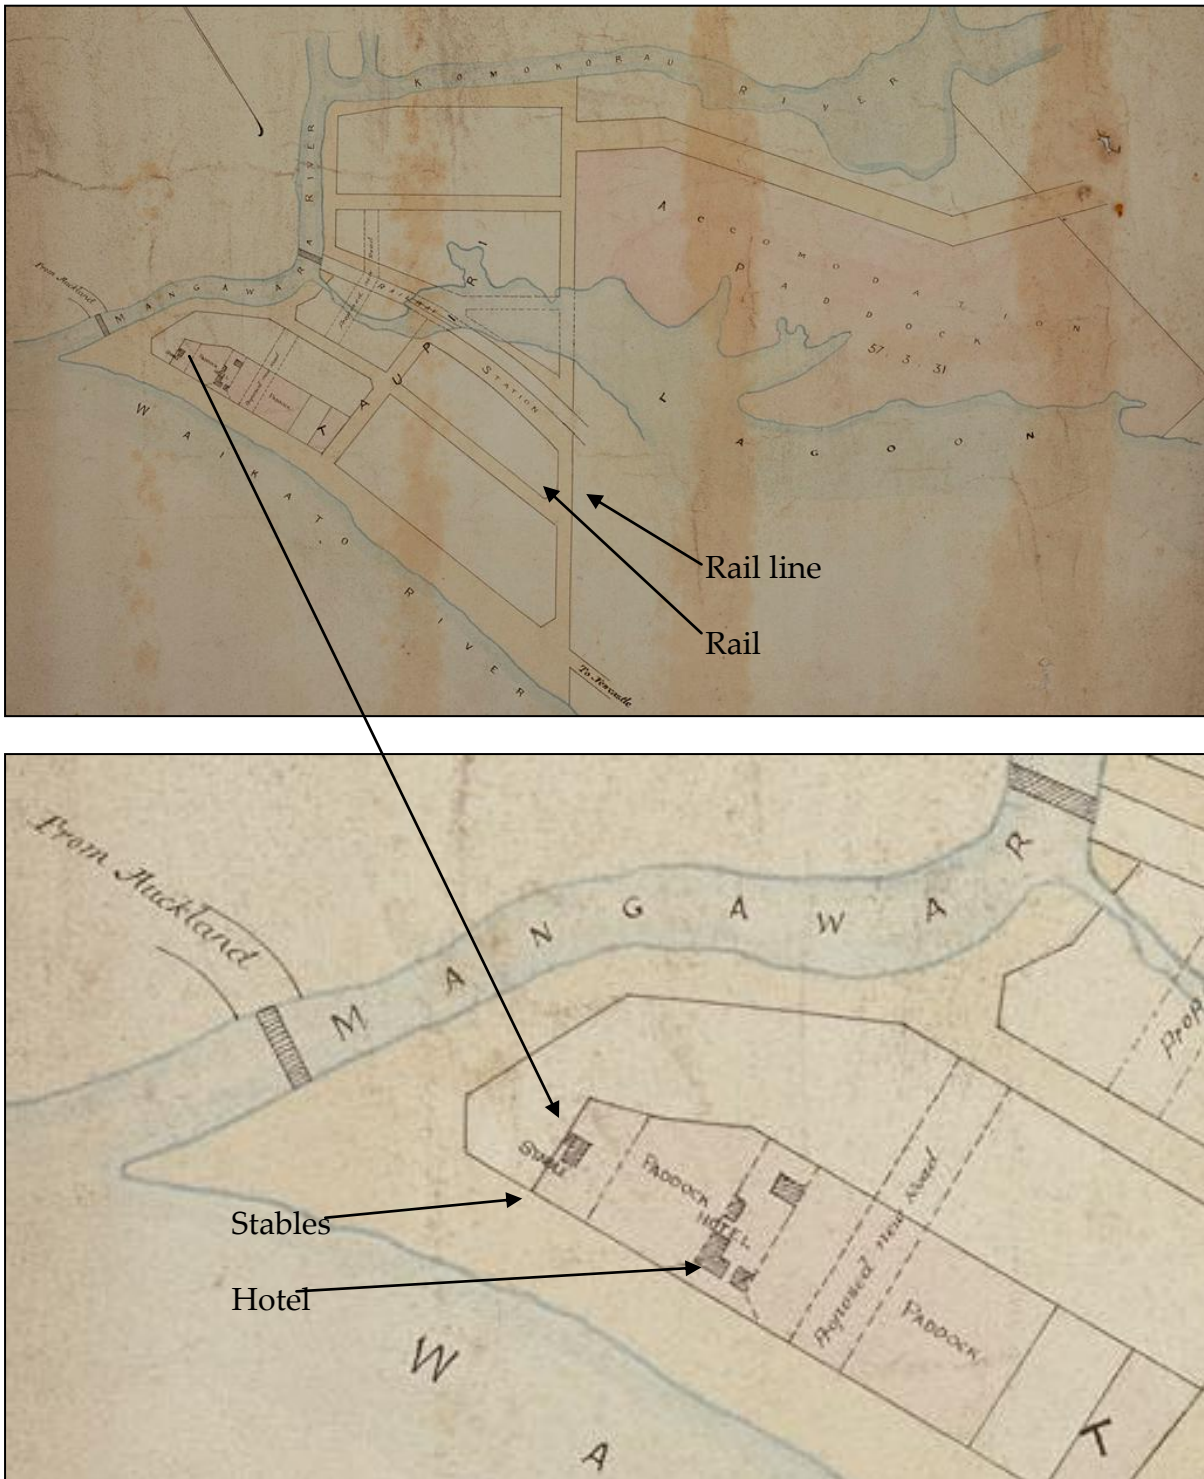 KOMOKORAU RIVER
MANGAWARA RIVER
From Auckland
ACCOMODATION
PADDOCK
57. 3. 31
Railway
STATION
TAUPIRI
LAGOON
WAIKATO RIVER
To Newcastle
Rail line
Rail
From Auckland
MANGAWAR
PADDOCK
HOTEL
Proposed new Road
PADDOCK
Prop
T
Stables
Hotel
W
A